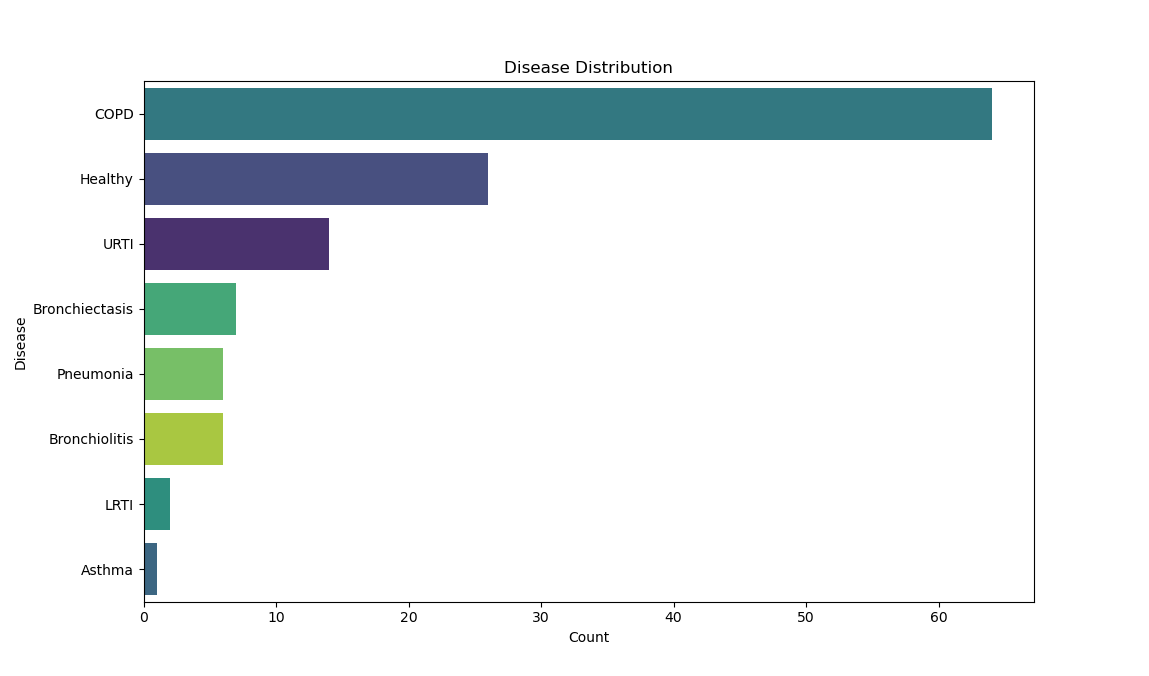 Disease Distribution
COPD
Healthy
URTI
Bronchiectasis
Pneumonia
Bronchiolitis
LRTI
Asthma
Disease
0 10 20 30 40 50 60
Count